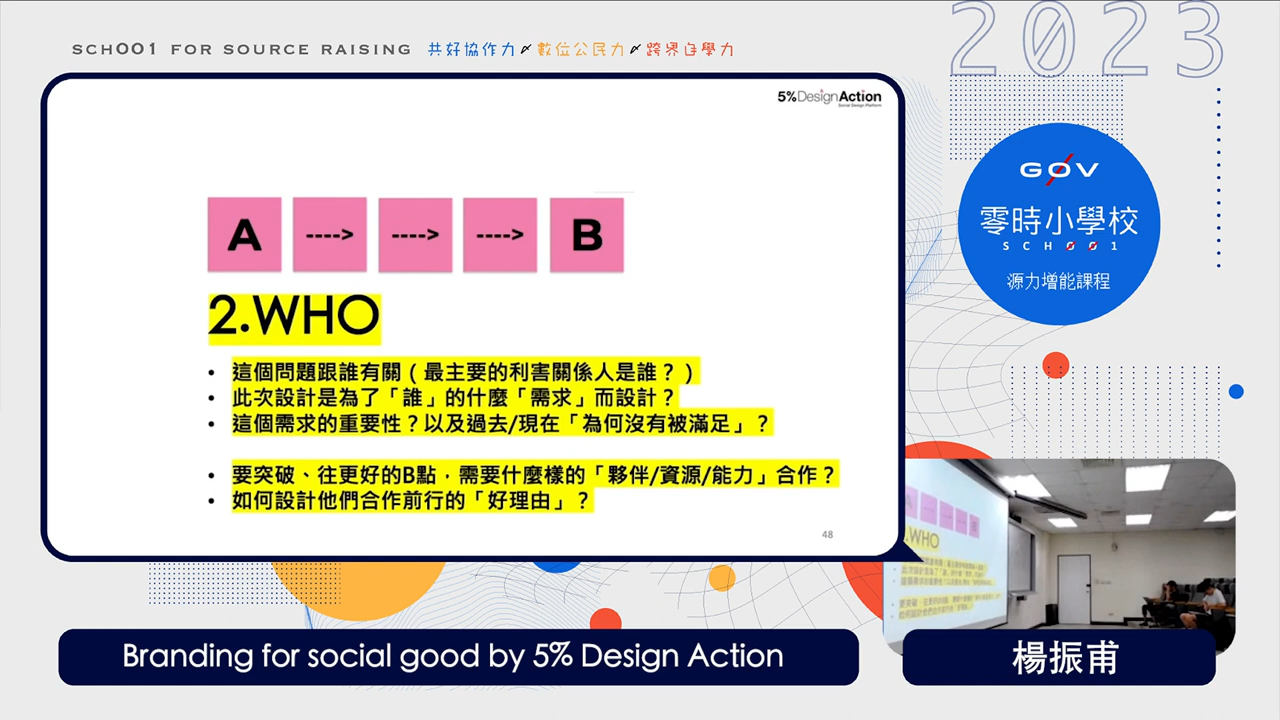 SCH001 FOR SOURCE RAISING 共好協作力 數位公民力 跨界自學力
2023
5%DesignAction
Social Design Platform
A ----> ----> ----> B
2.WHO
• 這個問題跟誰有關（最主要的利害關係人是誰？）
• 此次設計是為了「誰」的什麼「需求」而設計？
• 這個需求的重要性？以及過去/現在「為何沒有被滿足」？
• 要突破、往更好的B點，需要什麼樣的「夥伴/資源/能力」合作？
• 如何設計他們合作前行的「好理由」？
48
G0V
零時小學校
SCH001
源力增能課程
Branding for social good by 5% Design Action
楊振甫